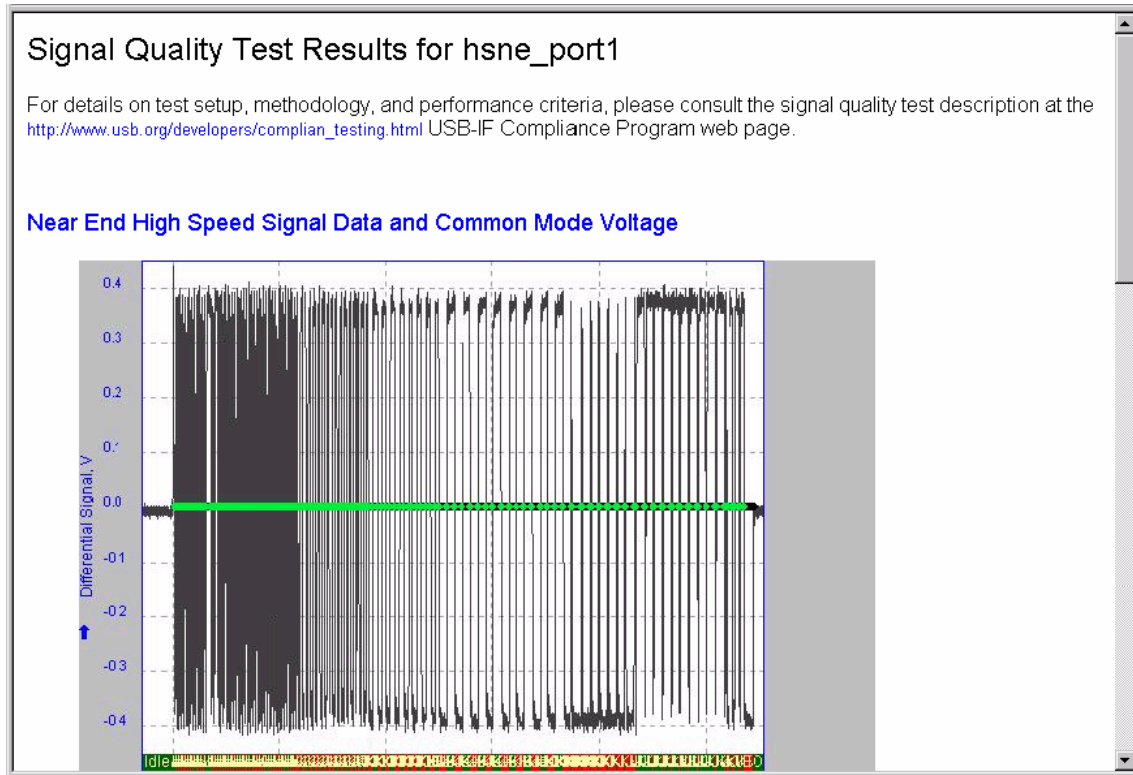 Signal Quality Test Results for hsne_port1
For details on test setup, methodology, and performance criteria, please consult the signal quality test description at the
http://www.usb.org/developers/complian_testing.html USB-IF Compliance Program web page.
Near End High Speed Signal Data and Common Mode Voltage
0.4
0.3
0.2
0.
0.0
-0 1
-0 2
-0 3
-0 4
Differential Signal, V
Idle